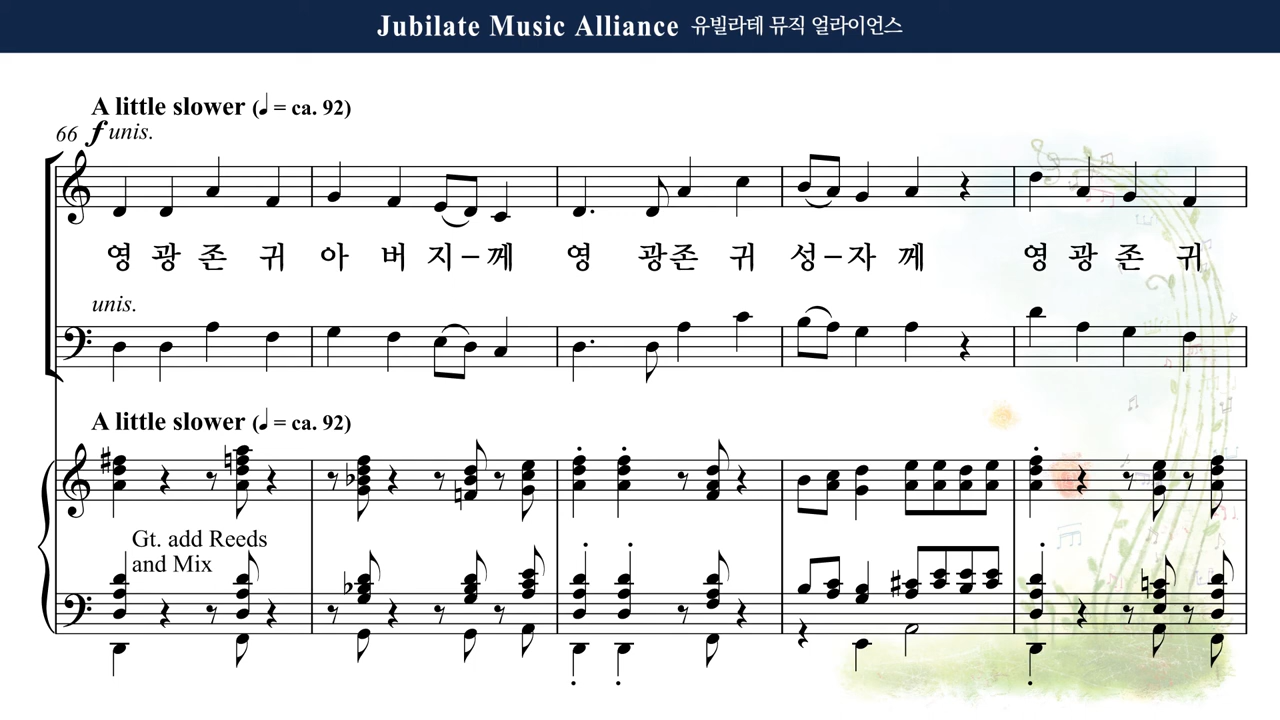 Jubilate Music Alliance 유빌라테 뮤직 얼라이언스
A little slower (♩ = ca. 92)
66 f unis.
영 광 존 귀 아 버 지 – 께 영 광 존 귀 성 – 자 께 영 광 존 귀
unis.
A little slower (♩ = ca. 92)
Gt. add Reeds
and Mix